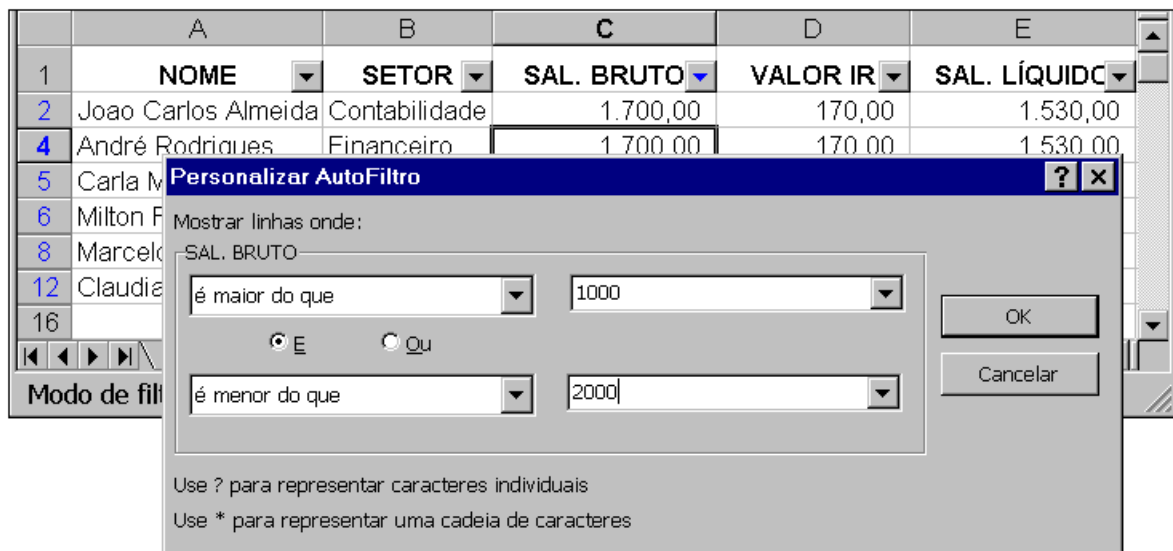 A B C D E
1 NOME SETOR SAL. BRUTO VALOR IR SAL. LÍQUIDO
2 Joao Carlos Almeida Contabilidade 1.700,00 170,00 1.530,00
4 André Rodrigues Financeiro 1.700,00 170,00 1.530,00
5 Carla
6 Milton
8 Marcelo
12 Claudia
16
Modo de
Personalizar AutoFiltro ?
Mostrar linhas onde:
SAL. BRUTO
é maior do que 1000
E Ou
é menor do que 2000
OK
Cancelar
Use ? para representar caracteres individuais
Use * para representar uma cadeia de caracteres